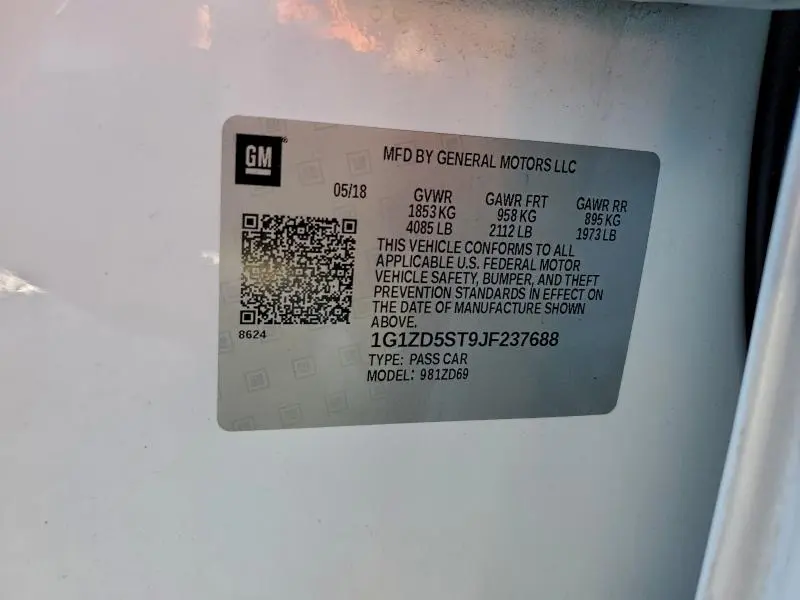 GM
MFD BY GENERAL MOTORS LLC
05/18 GVWR GAWR FRT GAWR RR
1853 KG 958 KG 895 KG
4085 LB 2112 LB 1973 LB
THIS VEHICLE CONFORMS TO ALL
APPLICABLE U.S. FEDERAL MOTOR
VEHICLE SAFETY, BUMPER, AND THEFT
PREVENTION STANDARDS IN EFFECT ON
THE DATE OF MANUFACTURE SHOWN
ABOVE.
8624
1G1ZD5ST9JF237688
TYPE: PASS CAR
MODEL: 981ZD69